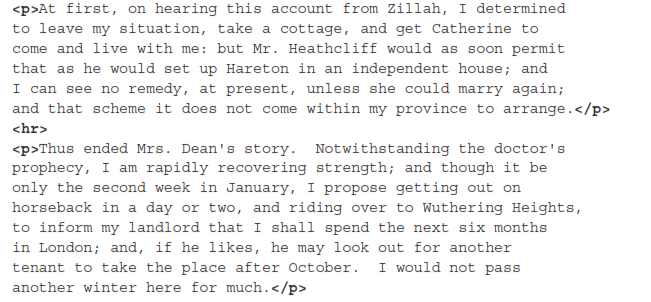 <p>At first, on hearing this account from Zillah, I determined
to leave my situation, take a cottage, and get Catherine to
come and live with me: but Mr. Heathcliff would as soon permit
that as he would set up Hareton in an independent house; and
I can see no remedy, at present, unless she could marry again;
and that scheme it does not come within my province to arrange.</p>
<hr>
<p>Thus ended Mrs. Dean's story.  Notwithstanding the doctor's
prophecy, I am rapidly recovering strength; and though it be
only the second week in January, I propose getting out on
horseback in a day or two, and riding over to Wuthering Heights,
to inform my landlord that I shall spend the next six months
in London; and, if he likes, he may look out for another
tenant to take the place after October.  I would not pass
another winter here for much.</p>